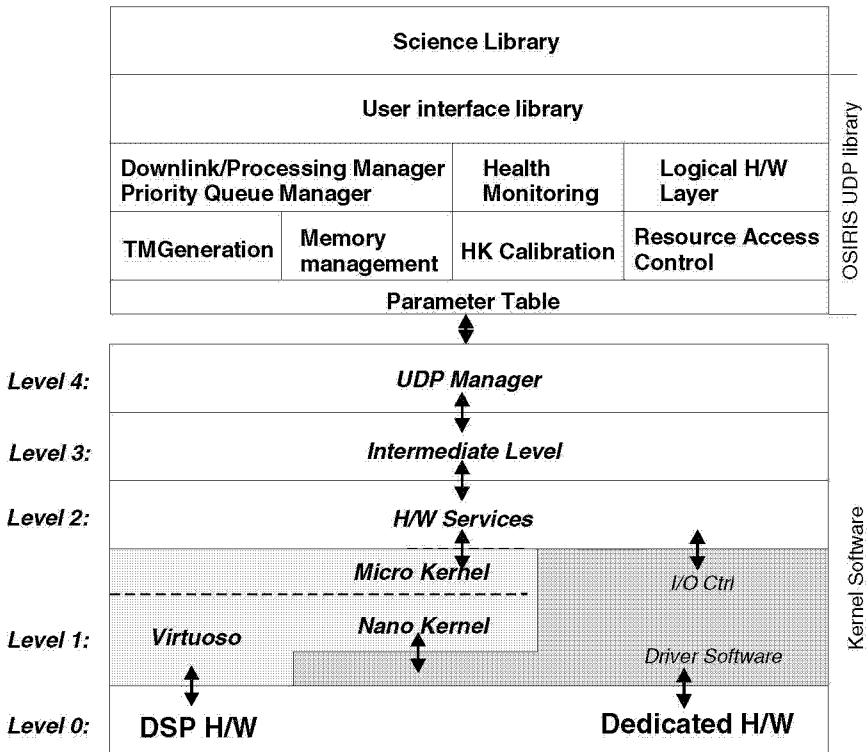 Science Library
User interface library
Downlink/Processing Manager
Priority Queue Manager
Health
Monitoring
Logical H/W
Layer
TMGeneration
Memory
management
HK Calibration
Resource Access
Control
Parameter Table
OSIRIS UDP library
Level 4:
UDP Manager
Level 3:
Intermediate Level
Level 2:
H/W Services
Micro Kernel
I/O Ctrl
Level 1:
Virtuoso
Nano Kernel
Driver Software
Level 0:
DSP H/W
Dedicated H/W
Kernel Software